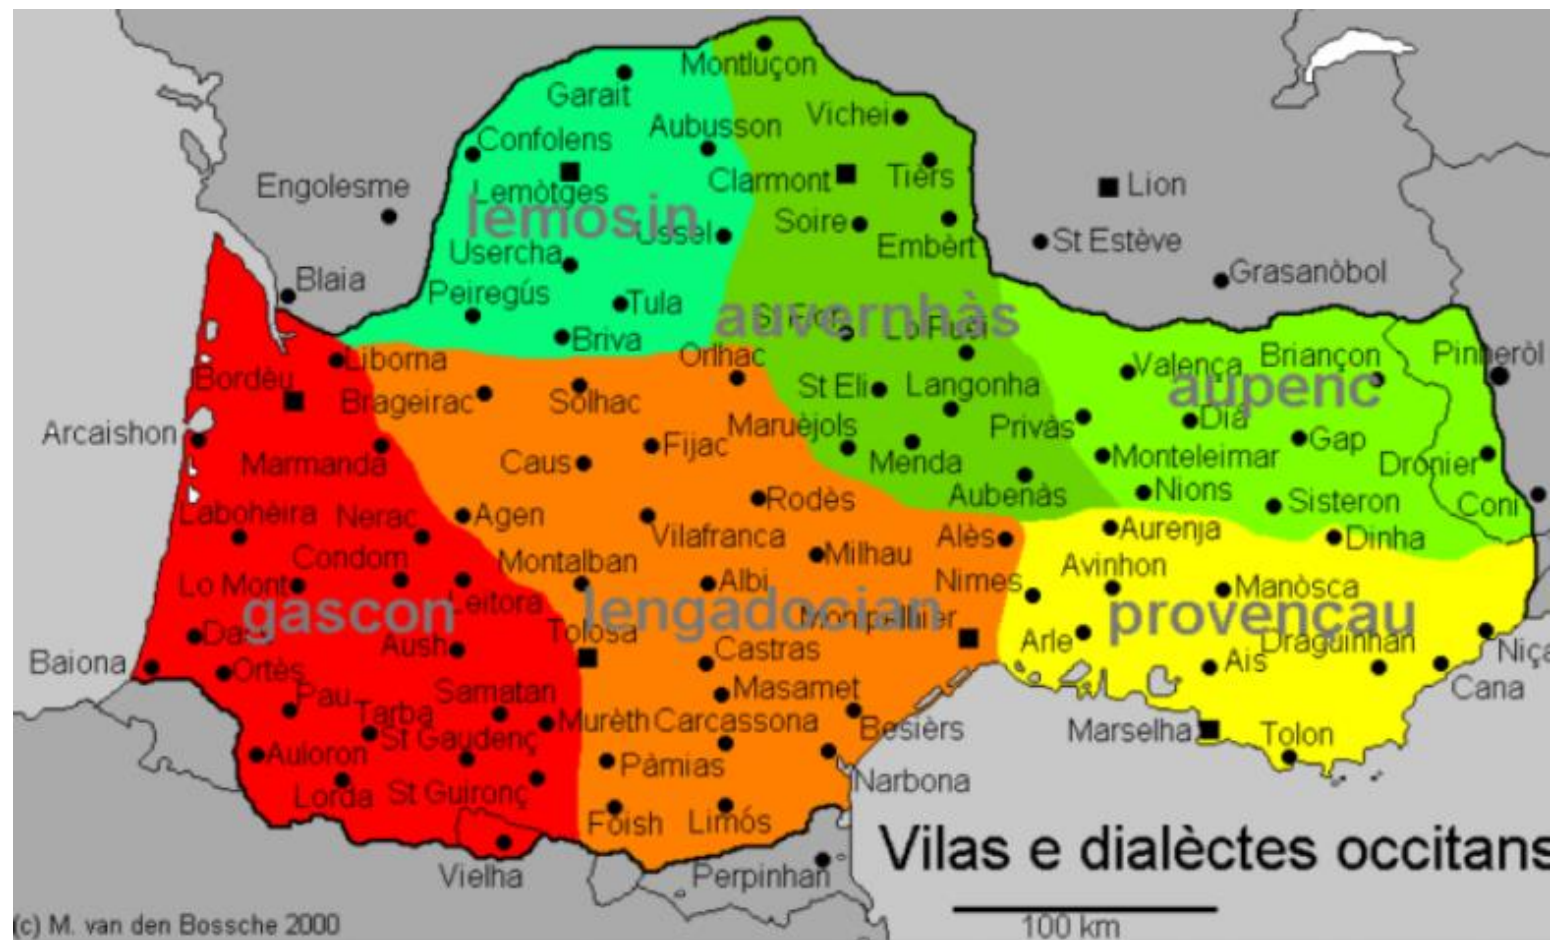 Montluçon
Garait
Vichei
Aubusson
Confolens
Clarmont
Tièrs
Lion
Engolesme
Lemòtges
lemosin
Ussel
Soire
Embèrt
St Estève
Usercha
Grasanòbol
Blaia
Peiregús
Tula
auvernhàs
Briva
Liborna
Orlhac
Valença
Briançon
Pinheròl
Bordèu
Brageirac
Solhac
St Eli
Langonha
aupenc
Arcaishon
Maruèjols
Privàs
Diá
Gap
Marmanda
Caus
Fijac
Menda
Monteleimar
Dronier
Labohèira
Nerac
Agen
Rodès
Aubenàs
Nions
Sisteron
Coni
Vilafranca
Alès
Aurenja
Dinha
Condom
Montalban
Milhau
Lo Mont
Leitora
Albi
Nimes
Avinhon
Manòsca
gascon
lengadocian
Montpellier
provençau
Dax
Aush
Tolosa
Arle
Draguinhan
Baiona
Ortès
Castras
Ais
Niça
Pau
Samatan
Masamet
Cana
Tarba
Murèth
Carcassona
Besièrs
Marselha
Tolon
Auloron
St Gaudenç
Pàmias
Narbona
Lorda
St Guironç
Foish
Limós
Vielha
Perpinhan
Vilas e dialèctes occitans
100 km
(c) M. van den Bossche 2000